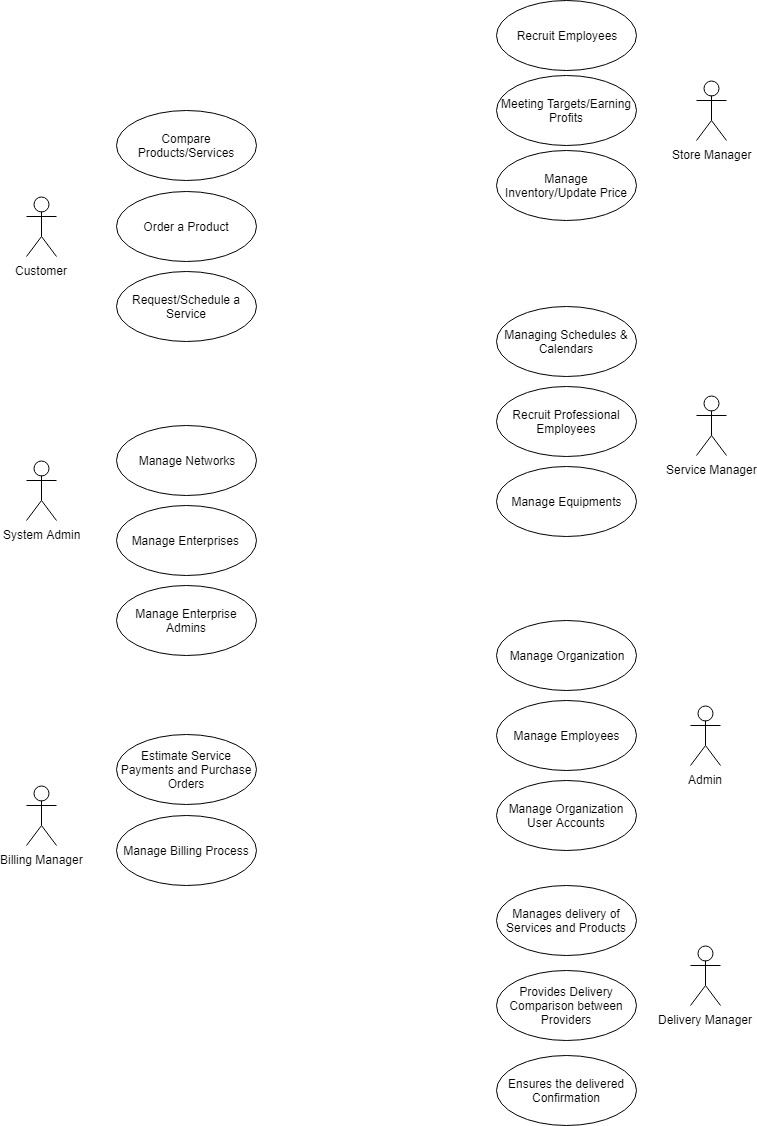 Recruit Employees
Meeting Targets/Earning
Profits
Manage
Inventory/Update Price
Store Manager
Compare
Products/Services
Order a Product
Request/Schedule a
Service
Customer
Managing Schedules &
Calendars
Recruit Professional
Employees
Manage Equipments
Service Manager
Manage Networks
Manage Enterprises
Manage Enterprise
Admins
System Admin
Manage Organization
Manage Employees
Manage Organization
User Accounts
Admin
Estimate Service
Payments and Purchase
Orders
Manage Billing Process
Billing Manager
Manages delivery of
Services and Products
Provides Delivery
Comparison between
Providers
Ensures the delivered
Confirmation
Delivery Manager